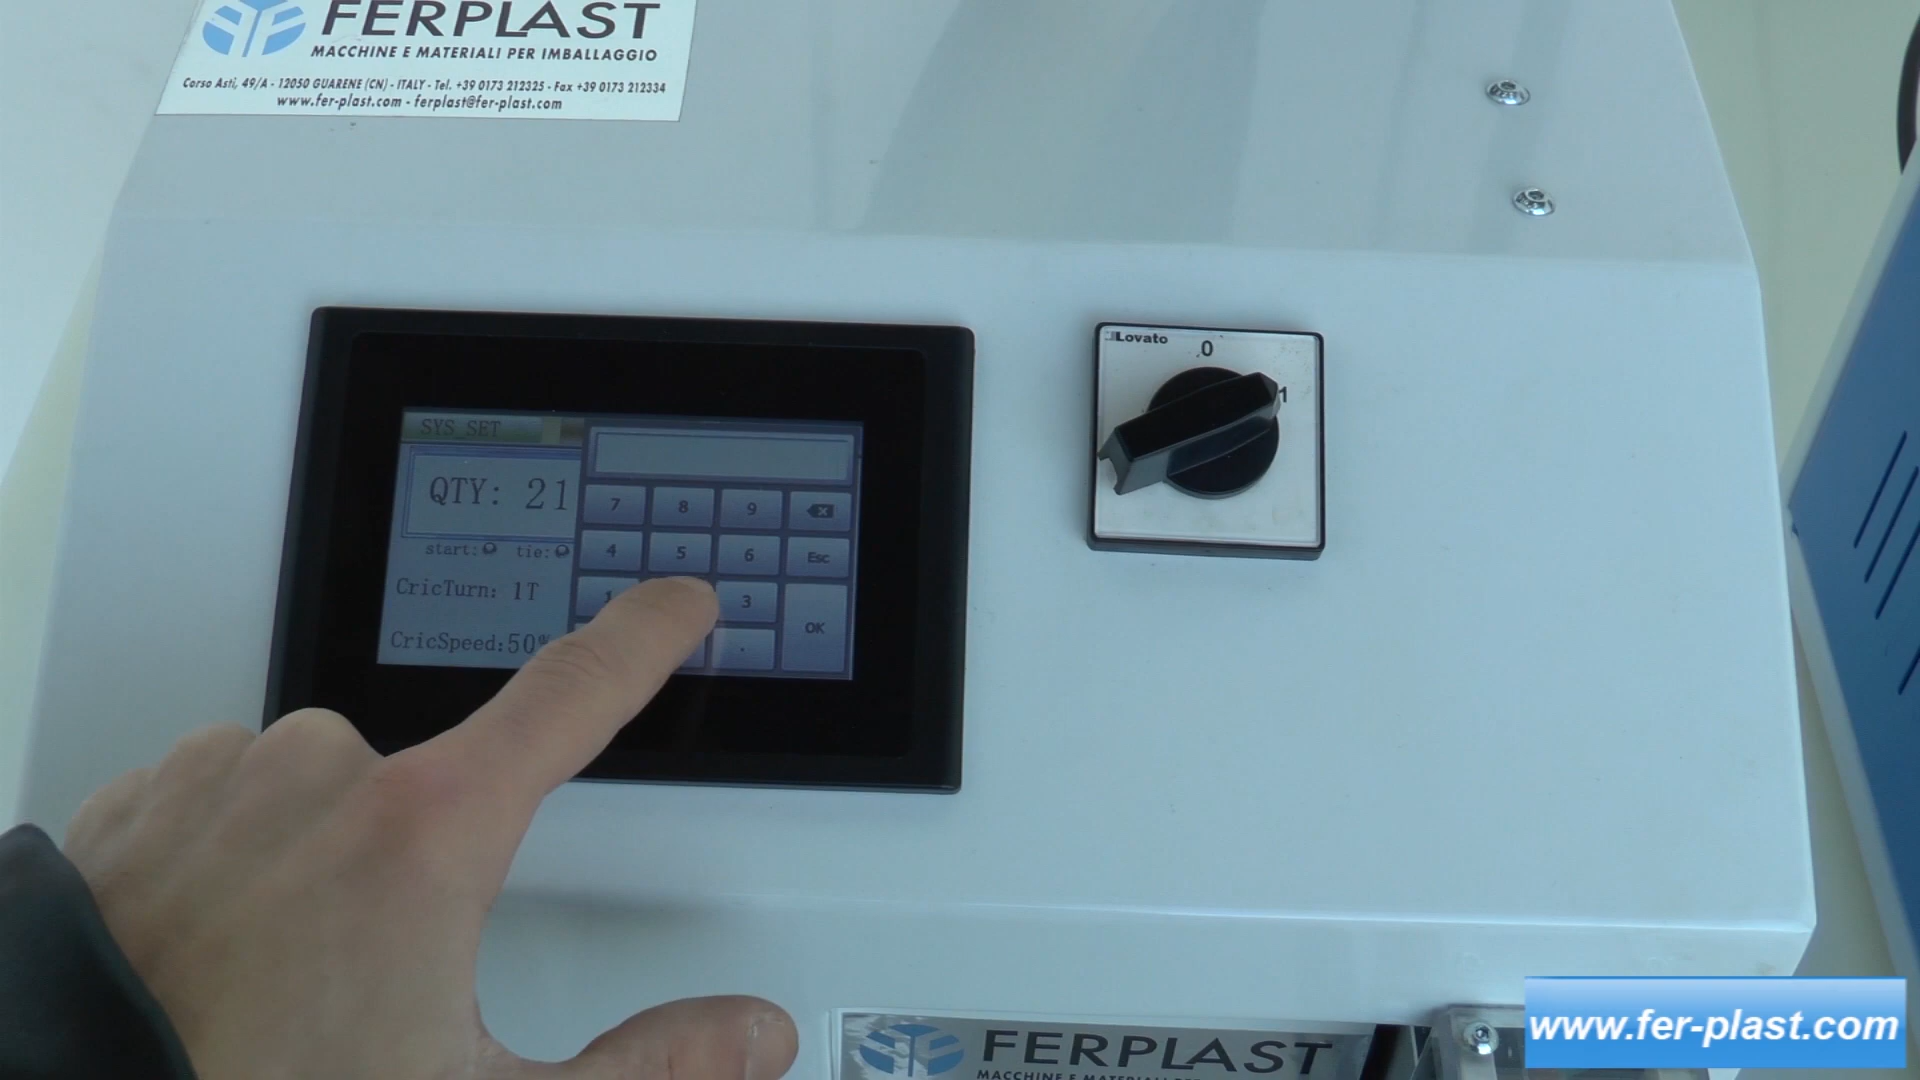 FERPLAST
MACCHINE E MATERIALI PER IMBALLAGGIO
Corso Asti, 49/A - 12050 GUARENE (CN) - ITALY - Tel. +39 0173 212325 - Fax +39 0173 212334
www.fer-plast.com - ferplast@fer-plast.com
Lovato
0
1
SYS_SET
QTY: 21
7 8 9
start: tie:
4 5 6 Esc
CricTurn: 1T
1 3
OK
CricSpeed:50%
.
FERPLAST
MACCHINE E MATERIALI
www.fer-plast.com